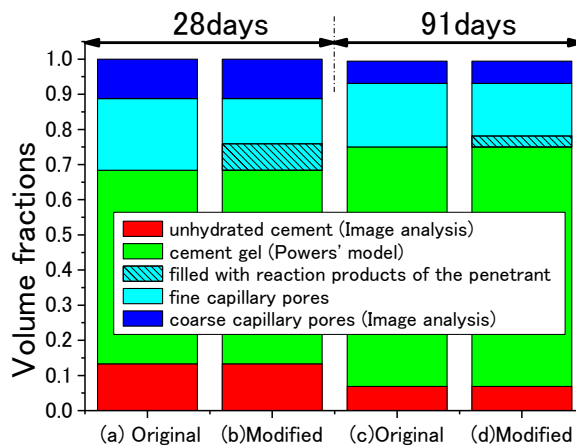 28days
91days
1.0
0.9
0.8
0.7
0.6
0.5
0.4
0.3
0.2
0.1
0.0
Volume fractions
unhydrated cement (Image analysis)
cement gel (Powers' model)
filled with reaction products of the penetrant
fine capillary pores
coarse capillary pores (Image analysis)
(a) Original
(b)Modified
(c)Original
(d)Modified